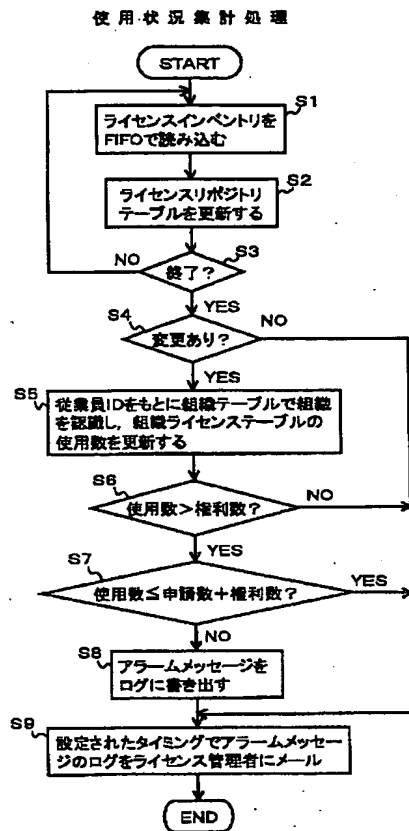 使用状況集計処理
START
S1
ライセンスインベントリを
FIFOで読み込む
S2
ライセンスリポジトリ
テーブルを更新する
S3
NO
終了?
YES
S4
NO
変更あり?
YES
S5
従業員IDをもとに組織テーブルで組織
を認識し,組織ライセンステーブルの
使用数を更新する
S6
NO
使用数>権利数?
YES
S7
YES
使用数≦申請数+権利数?
NO
S8
アラームメッセージを
ログに書き出す
S9
設定されたタイミングでアラームメッセー
ジのログをライセンス管理者にメール
END